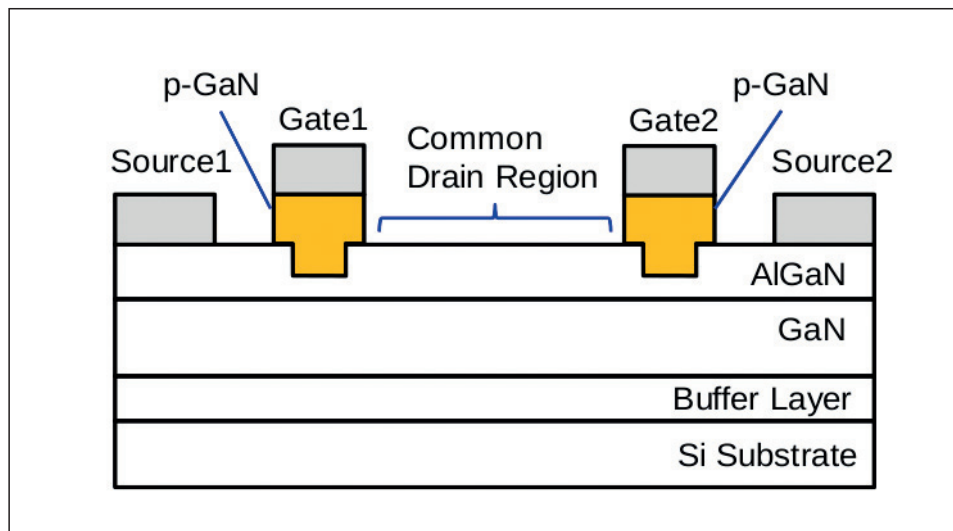 p-GaN
p-GaN
Gate1
Gate2
Common
Drain Region
Source1
Source2
AlGaN
GaN
Buffer Layer
Si Substrate